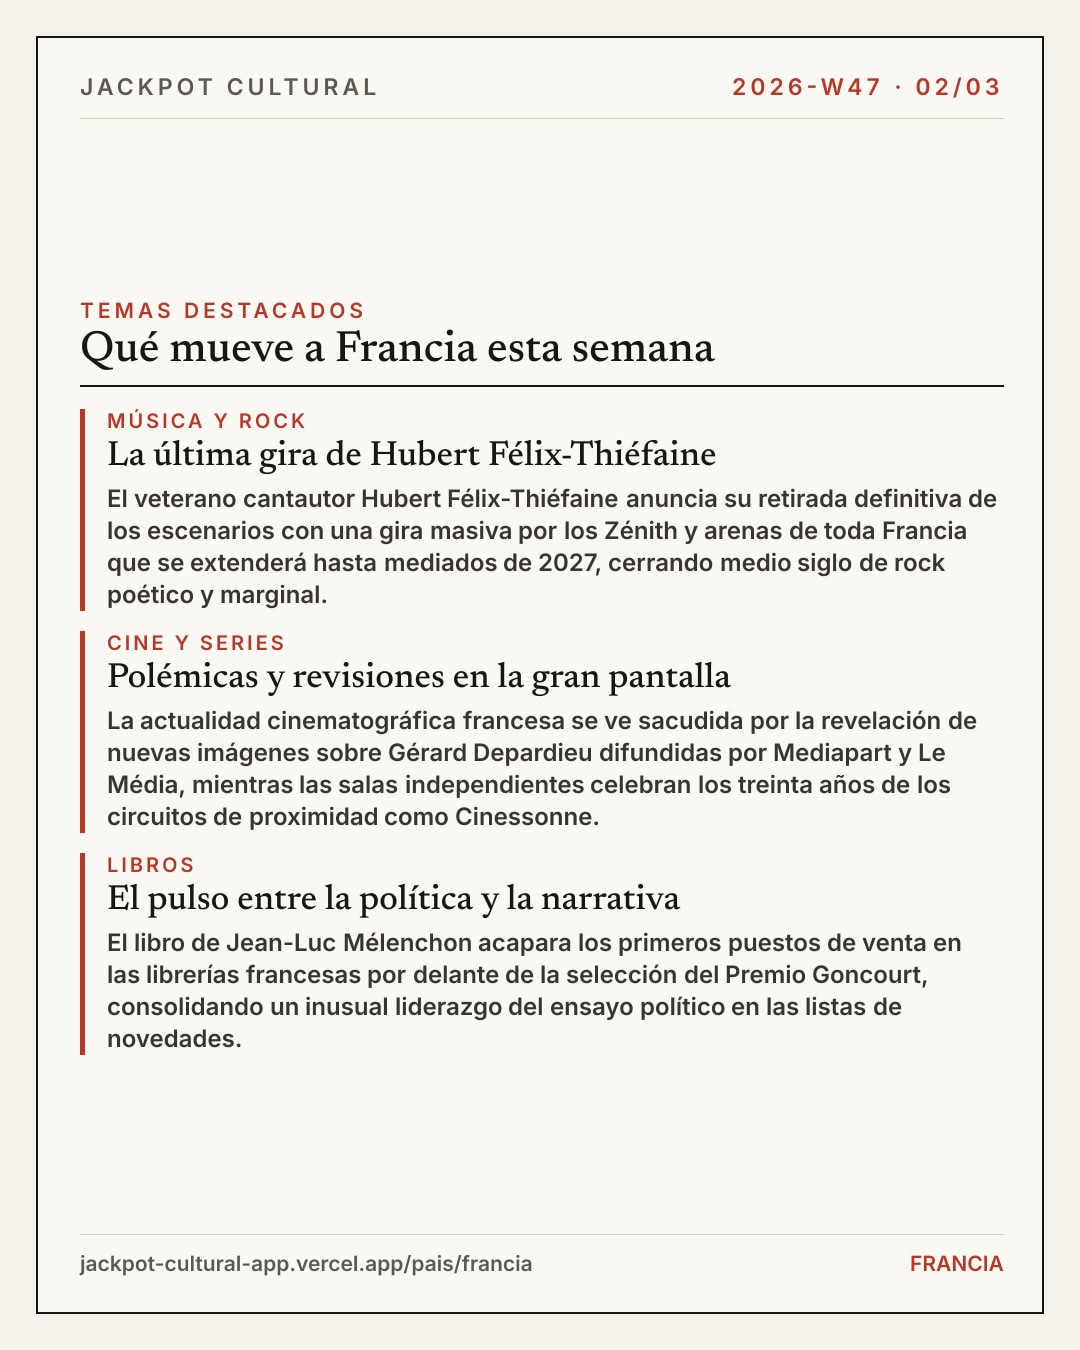 JACKPOT CULTURAL
2026-W47 · 02/03
TEMAS DESTACADOS
Qué mueve a Francia esta semana
MÚSICA Y ROCK
La última gira de Hubert Félix-Thiéfaine
El veterano cantautor Hubert Félix-Thiéfaine anuncia su retirada definitiva de
los escenarios con una gira masiva por los Zénith y arenas de toda Francia
que se extenderá hasta mediados de 2027, cerrando medio siglo de rock
poético y marginal.
CINE Y SERIES
Polémicas y revisiones en la gran pantalla
La actualidad cinematográfica francesa se ve sacudida por la revelación de
nuevas imágenes sobre Gérard Depardieu difundidas por Mediapart y Le
Média, mientras las salas independientes celebran los treinta años de los
circuitos de proximidad como Cinessonne.
LIBROS
El pulso entre la política y la narrativa
El libro de Jean-Luc Mélenchon acapara los primeros puestos de venta en
las librerías francesas por delante de la selección del Premio Goncourt,
consolidando un inusual liderazgo del ensayo político en las listas de
novedades.
jackpot-cultural-app.vercel.app/pais/francia
FRANCIA